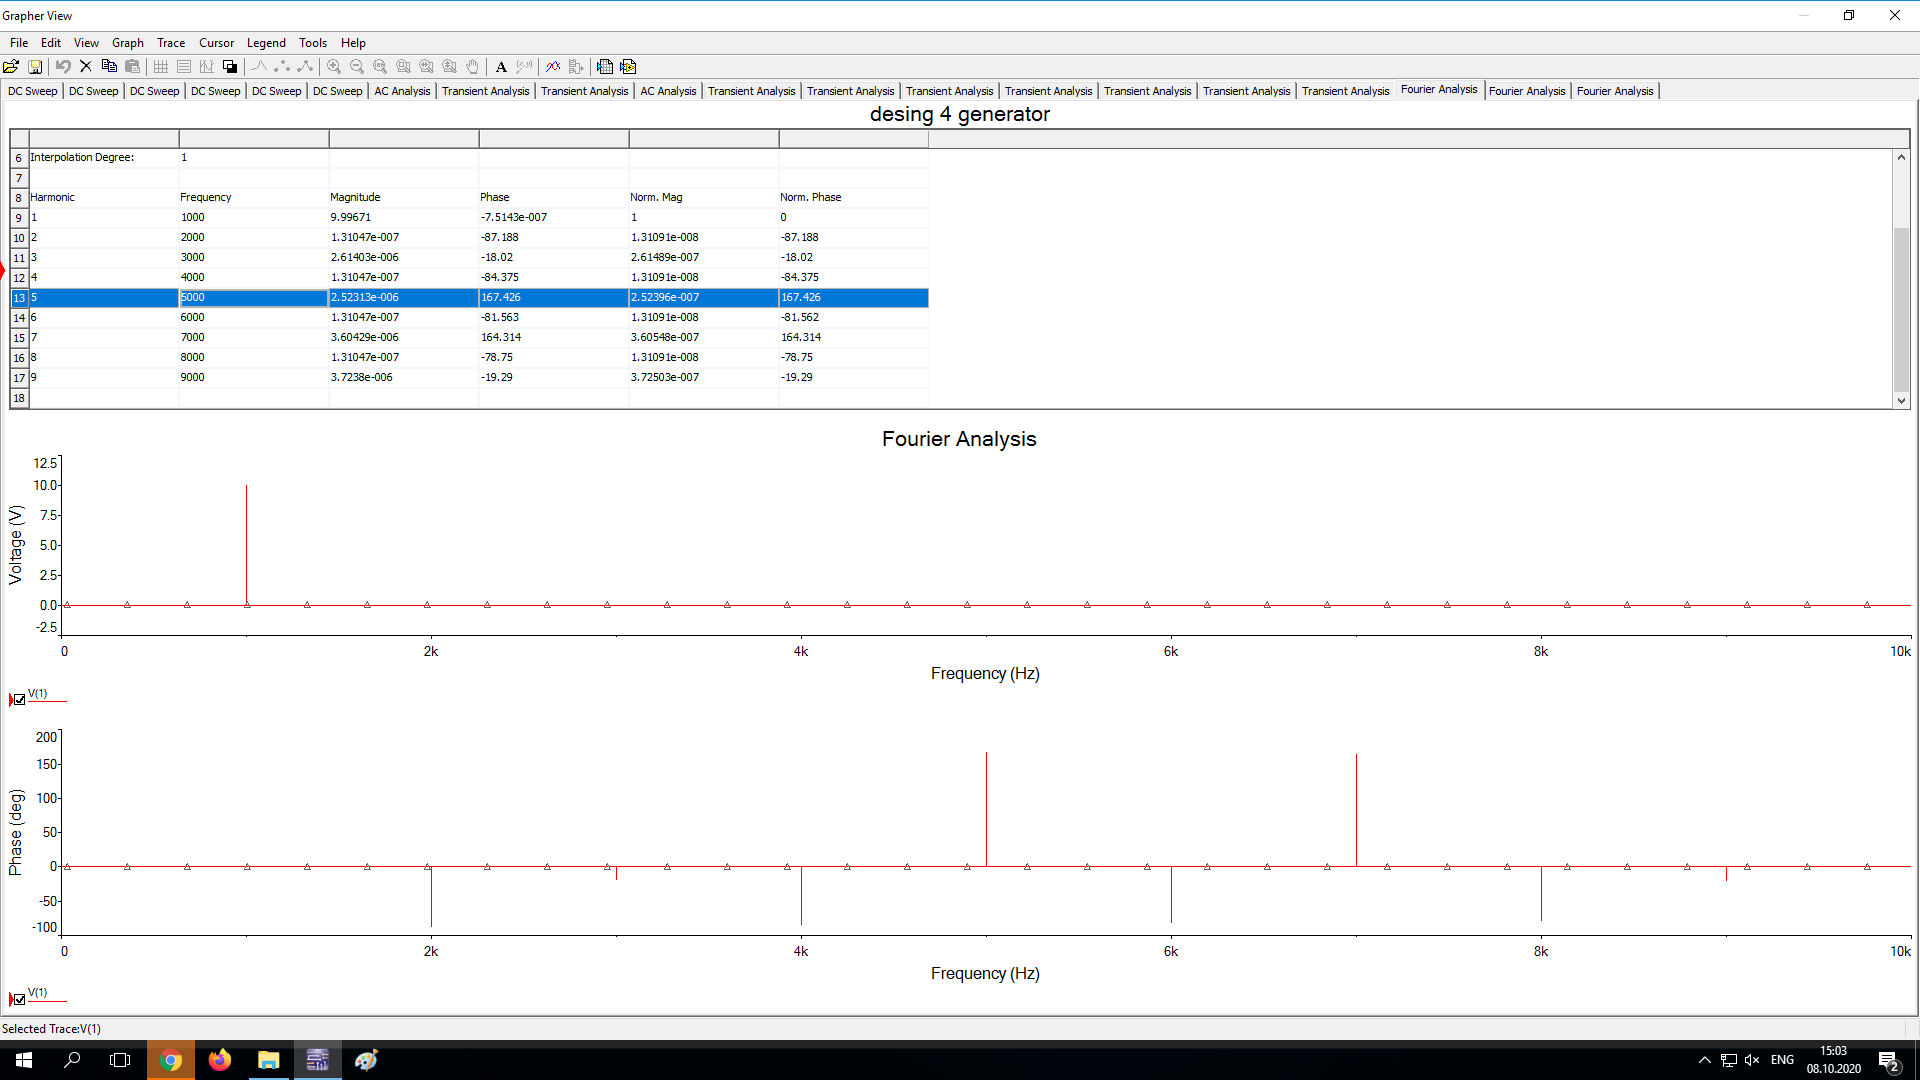 Grapher View
File Edit View Graph Trace Cursor Legend Tools Help
DC Sweep DC Sweep DC Sweep DC Sweep DC Sweep DC Sweep AC Analysis Transient Analysis Transient Analysis AC Analysis Transient Analysis Transient Analysis Transient Analysis Transient Analysis Transient Analysis Transient Analysis Transient Analysis Fourier Analysis Fourier Analysis Fourier Analysis
desing 4 generator
6 Interpolation Degree: 1
7
8 Harmonic Frequency Magnitude Phase Norm. Mag Norm. Phase
9 1 1000 9.99671 -7.5143e-007 1 0
10 2 2000 1.31047e-007 -87.188 1.31091e-008 -87.188
11 3 3000 2.61403e-006 -18.02 2.61489e-007 -18.02
12 4 4000 1.31047e-007 -84.375 1.31091e-008 -84.375
13 5 5000 2.52313e-006 167.426 2.52396e-007 167.426
14 6 6000 1.31047e-007 -81.563 1.31091e-008 -81.562
15 7 7000 3.60429e-006 164.314 3.60548e-007 164.314
16 8 8000 1.31047e-007 -78.75 1.31091e-008 -78.75
17 9 9000 3.7238e-006 -19.29 3.72503e-007 -19.29
18
Fourier Analysis
Voltage (V)
12.5
10.0
7.5
5.0
2.5
0.0
-2.5
0 2k 4k 6k 8k 10k
Frequency (Hz)
V(1)
Phase (deg)
200
150
100
50
0
-50
-100
0 2k 4k 6k 8k 10k
Frequency (Hz)
V(1)
Selected Trace:V(1)
ENG
15:03
08.10.2020
2